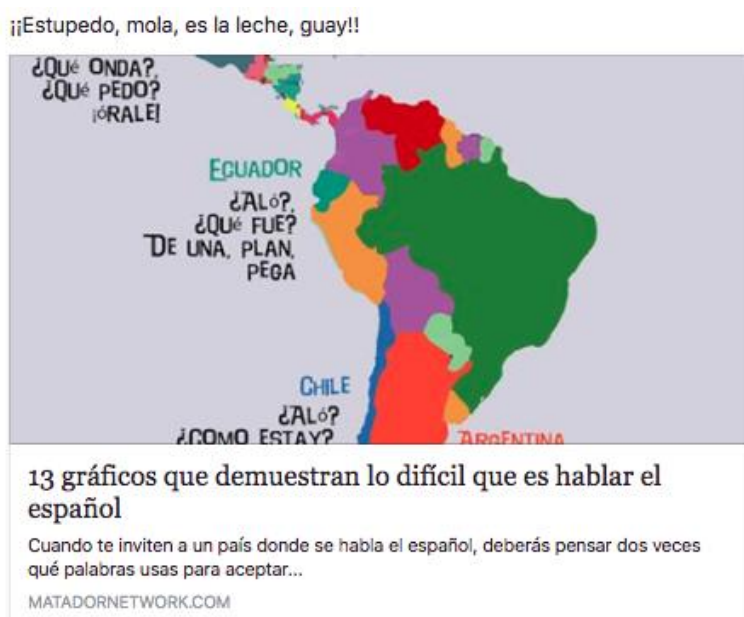 ¡¡Estupedo, mola, es la leche, guay!!
¿QUé ONDA?,
¿QUé PEDO?
¡óRALE!
ECUADOR
¿ALó?,
¿QUé FUE?
DE UNA, PLAN,
PEGA
CHILE
¿ALó?
¿COMO ESTAY?
ARGENTINA
13 gráficos que demuestran lo difícil que es hablar el
español
Cuando te inviten a un país donde se habla el español, deberás pensar dos veces
qué palabras usas para aceptar...
MATADORNETWORK.COM